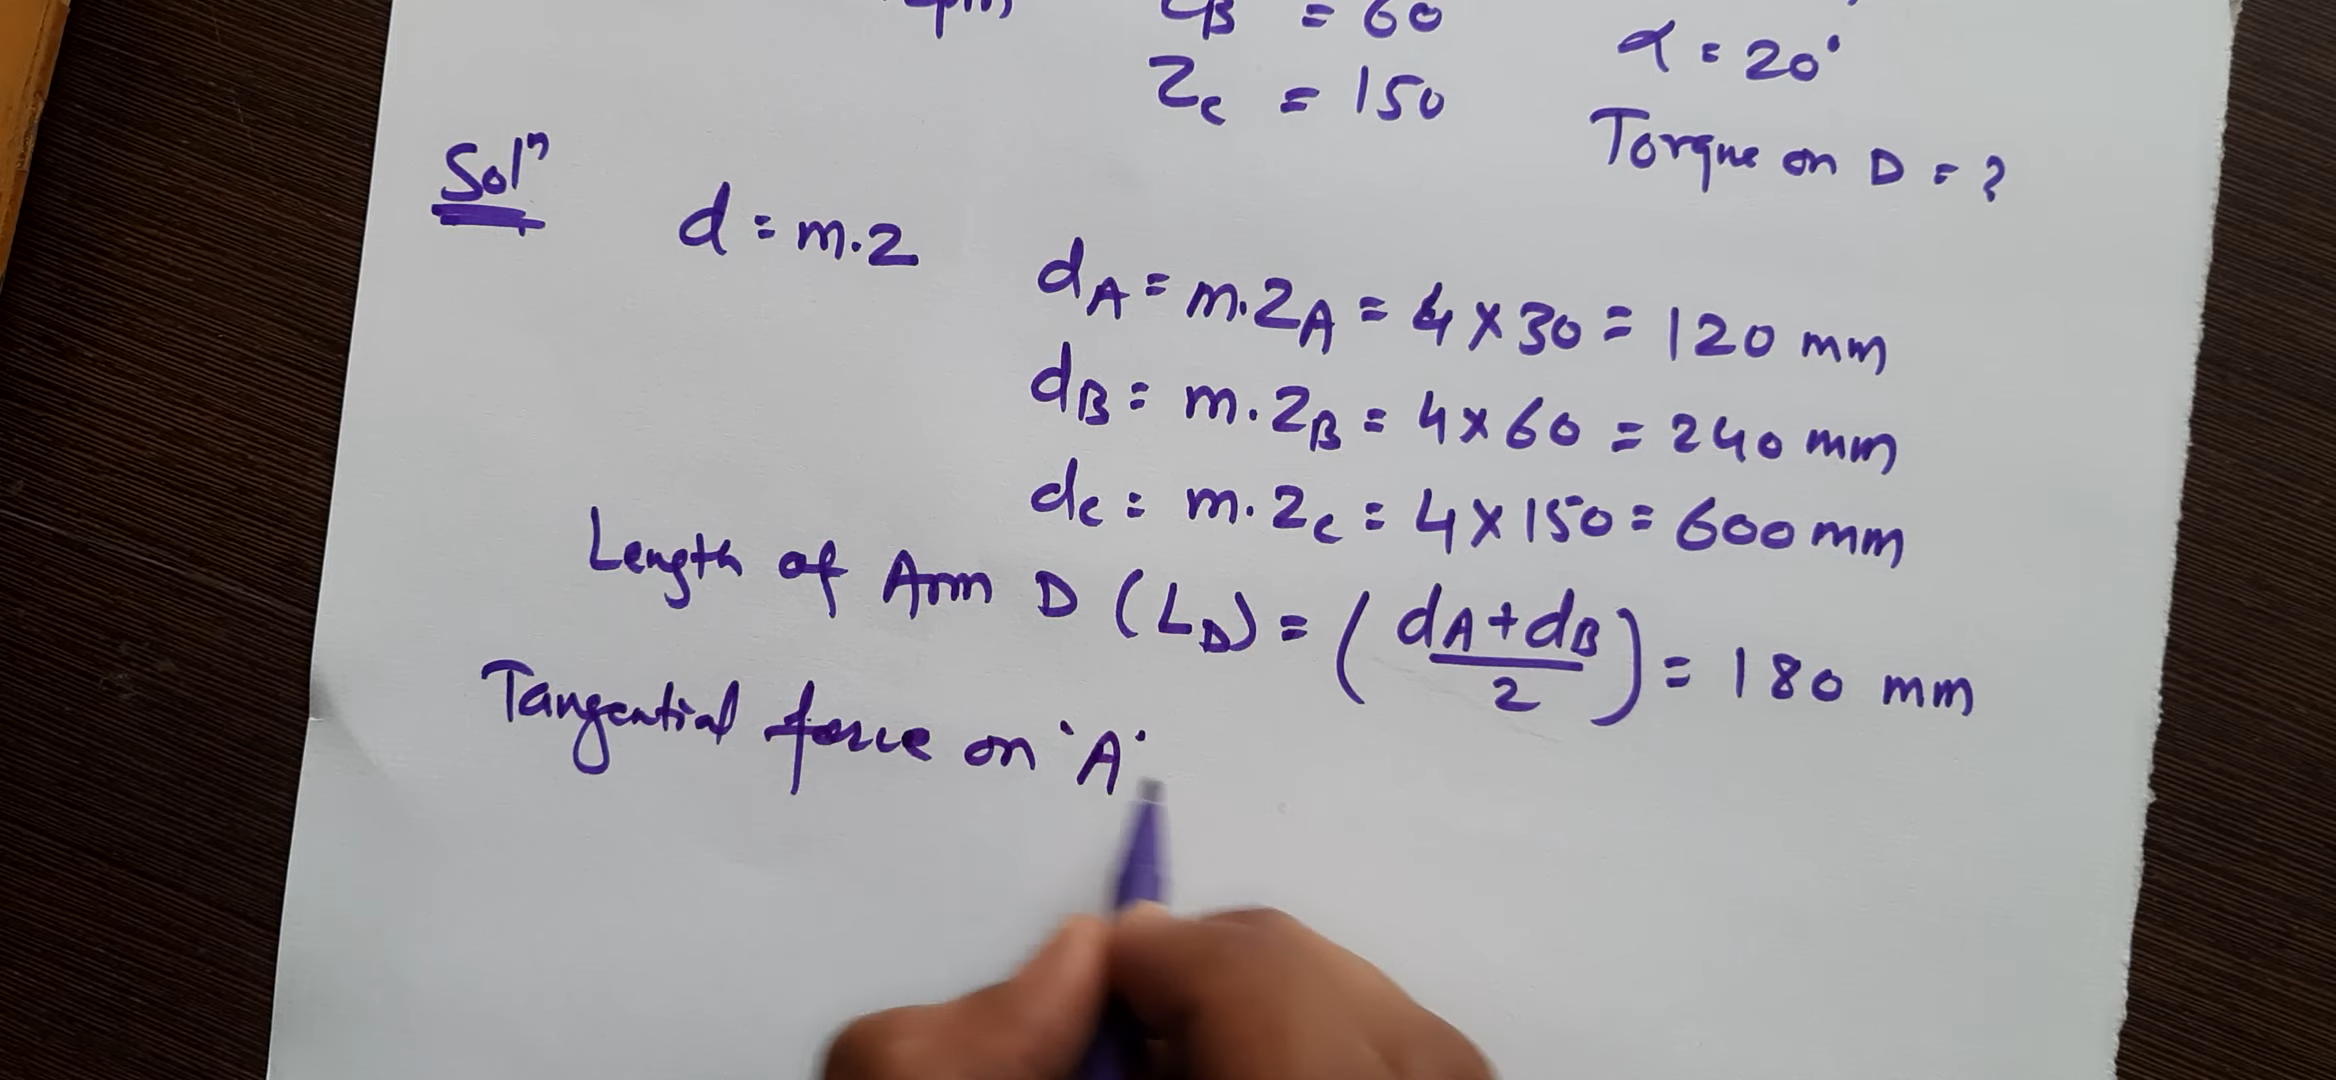 Z_B = 60
Z_C = 150
α = 20°
Torque on D = ?
Solⁿ
d = m.Z
d_A = m.Z_A = 4 × 30 = 120 mm
d_B = m.Z_B = 4 × 60 = 240 mm
d_C = m.Z_C = 4 × 150 = 600 mm
Length of Arm D (L_D) = ( (d_A + d_B) / 2 ) = 180 mm
Tangential force on 'A'